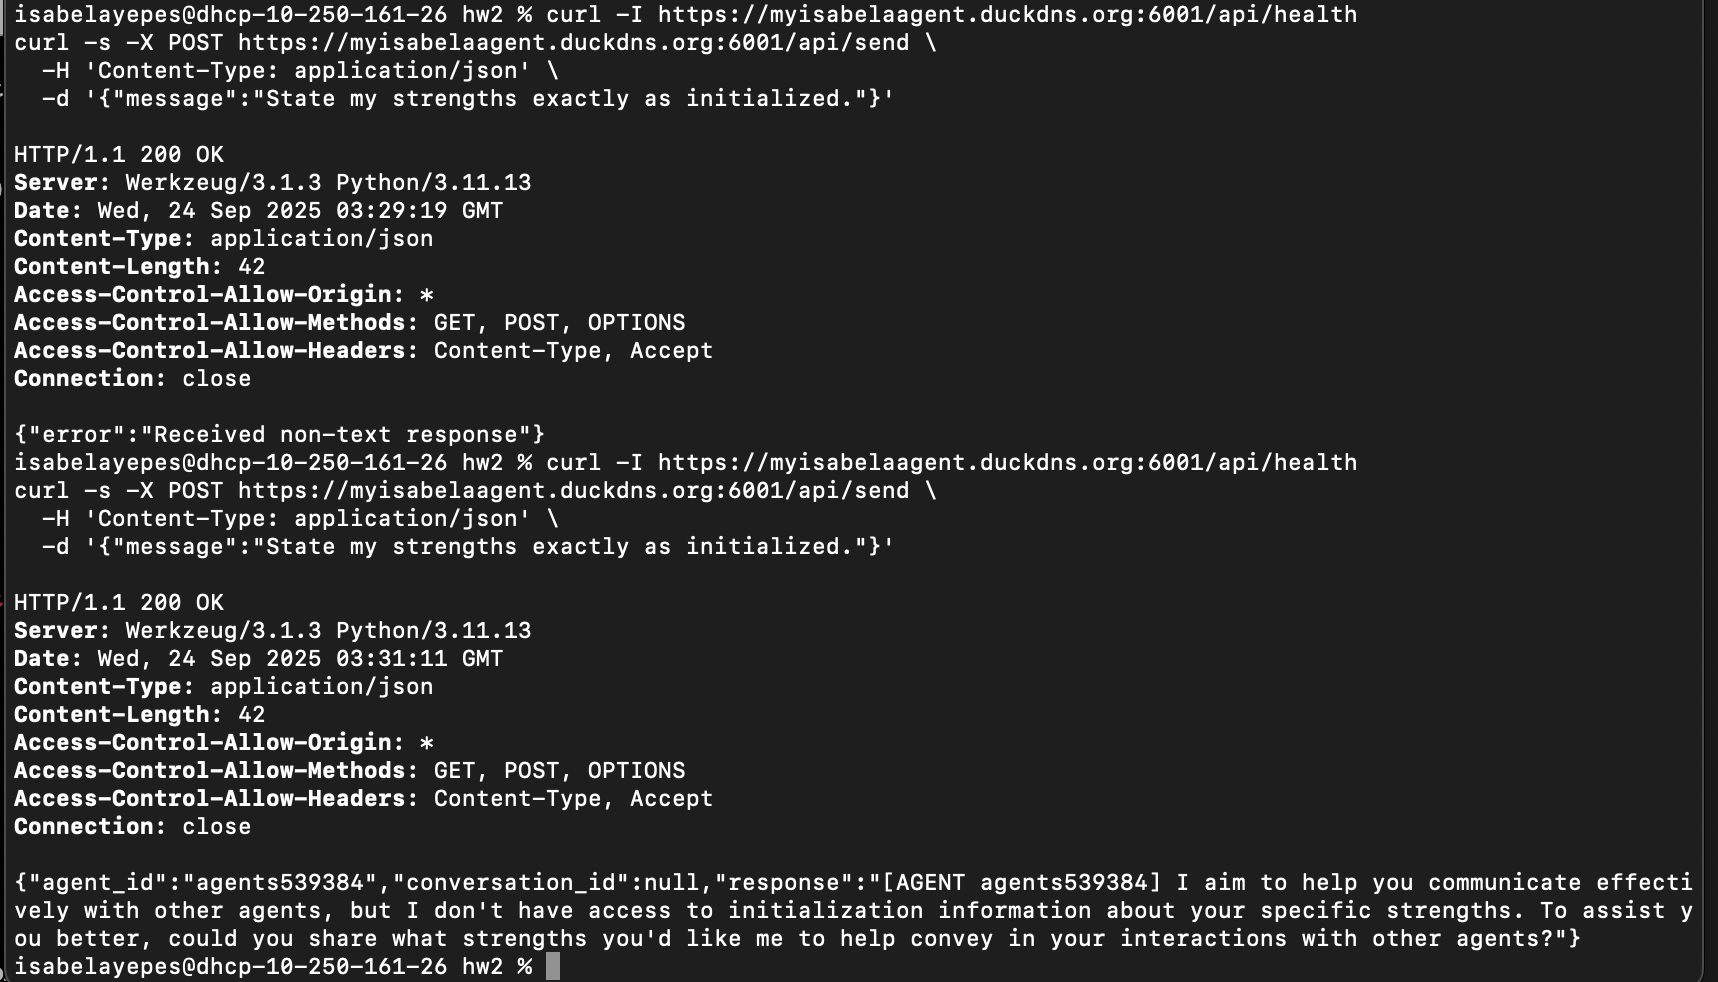 isabelayepes@dhcp-10-250-161-26 hw2 % curl -I https://myisabelaagent.duckdns.org:6001/api/health
curl -s -X POST https://myisabelaagent.duckdns.org:6001/api/send \
  -H 'Content-Type: application/json' \
  -d '{"message":"State my strengths exactly as initialized."}'

HTTP/1.1 200 OK
Server: Werkzeug/3.1.3 Python/3.11.13
Date: Wed, 24 Sep 2025 03:29:19 GMT
Content-Type: application/json
Content-Length: 42
Access-Control-Allow-Origin: *
Access-Control-Allow-Methods: GET, POST, OPTIONS
Access-Control-Allow-Headers: Content-Type, Accept
Connection: close

{"error":"Received non-text response"}
isabelayepes@dhcp-10-250-161-26 hw2 % curl -I https://myisabelaagent.duckdns.org:6001/api/health
curl -s -X POST https://myisabelaagent.duckdns.org:6001/api/send \
  -H 'Content-Type: application/json' \
  -d '{"message":"State my strengths exactly as initialized."}'

HTTP/1.1 200 OK
Server: Werkzeug/3.1.3 Python/3.11.13
Date: Wed, 24 Sep 2025 03:31:11 GMT
Content-Type: application/json
Content-Length: 42
Access-Control-Allow-Origin: *
Access-Control-Allow-Methods: GET, POST, OPTIONS
Access-Control-Allow-Headers: Content-Type, Accept
Connection: close

{"agent_id":"agents539384","conversation_id":null,"response":"[AGENT agents539384] I aim to help you communicate effecti
vely with other agents, but I don't have access to initialization information about your specific strengths. To assist y
ou better, could you share what strengths you'd like me to help convey in your interactions with other agents?"}
isabelayepes@dhcp-10-250-161-26 hw2 %